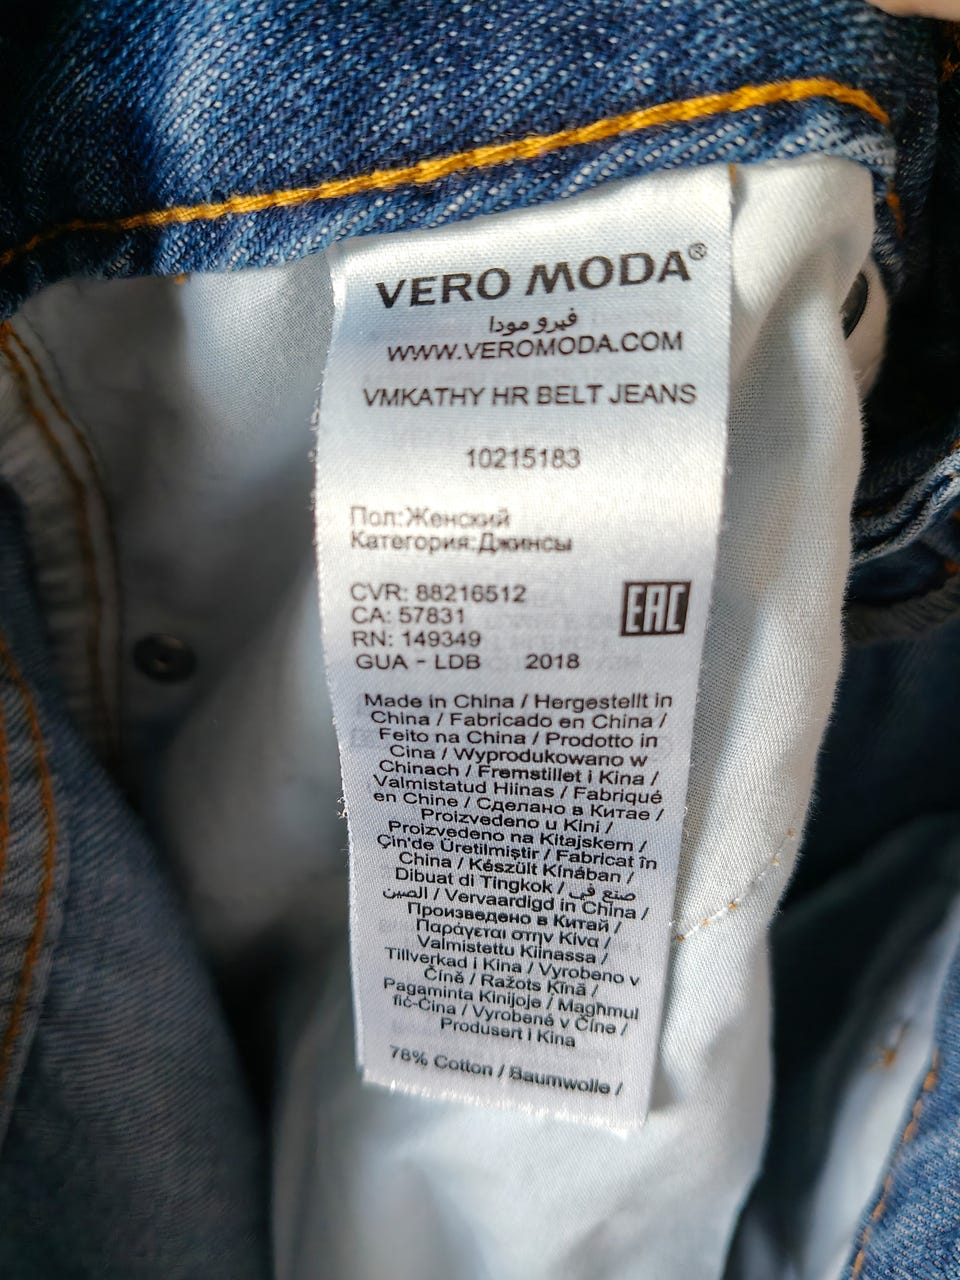 VERO MODA®
فيرو مودا
WWW.VEROMODA.COM
VMKATHY HR BELT JEANS
10215183
Пол:Женский
Категория:Джинсы
CVR: 88216512
CA: 57831
RN: 149349
GUA - LDB 2018
EAC
Made in China / Hergestellt in
China / Fabricado en China /
Feito na China / Prodotto in
Cina / Wyprodukowano w
Chinach / Fremstillet i Kina /
Valmistatud Hiinas / Fabriqué
en Chine / Сделано в Китае /
Proizvedeno u Kini /
Proizvedeno na Kitajskem /
Çin'de Üretilmiştir / Fabricat în
China / Készült Kínában /
Dibuat di Tingkok / صنع في
الصين / Vervaardigd in China /
Произведено в Китай /
Παράγεται στην Κίνα /
Valmistettu Kiinassa /
Tillverkad i Kina / Vyrobeno v
Číně / Ražots Ķīnā /
Pagaminta Kinijoje / Magħmul
fiċ-Ċina / Vyrobené v Číne /
Produsert i Kina
78% Cotton / Baumwolle /